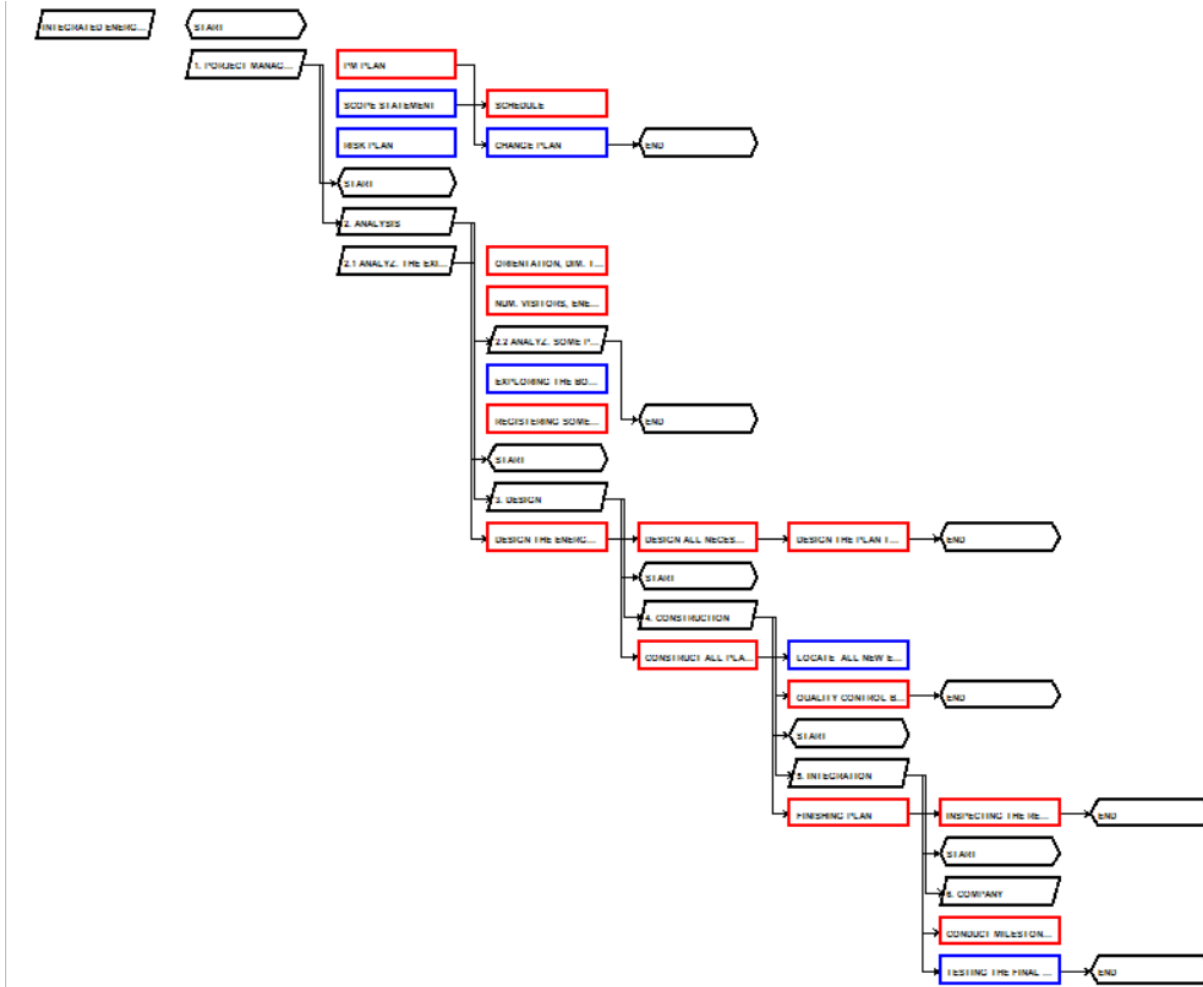 INTEGRATED ENERG... START
1. PORJECT MANAG... PM PLAN
SCOPE STATEMENT SCHEDULE
RISK PLAN CHANGE PLAN END
START
2. ANALYSIS
2.1 ANALYZ. THE EXI... ORIENTATION, DIM. T...
NUM. VISITORS, ENE...
2.2 ANALYZ. SOME P...
EXPLORING THE BO...
REGISTERING SOME... END
START
3. DESIGN
DESIGN THE ENERG... DESIGN ALL NECES... DESIGN THE PLAN T... END
START
4. CONSTRUCTION
CONSTRUCT ALL PLA... LOCATE ALL NEW E...
QUALITY CONTROL B... END
START
5. INTEGRATION
FINISHING PLAN INSPECTING THE RE... END
START
6. COMPANY
CONDUCT MILESTON...
TESTING THE FINAL ... END